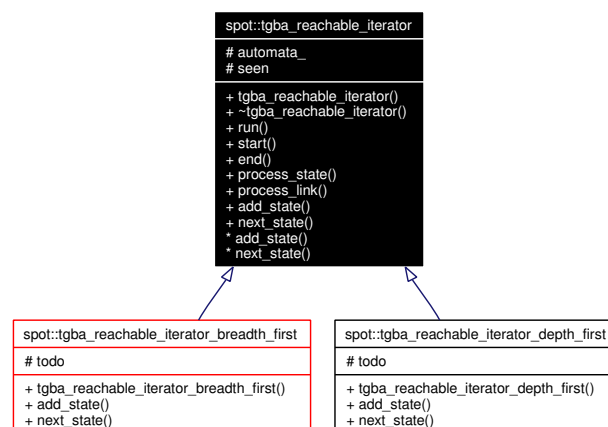 spot::tgba_reachable_iterator
# automata_
# seen
+ tgba_reachable_iterator()
+ ~tgba_reachable_iterator()
+ run()
+ start()
+ end()
+ process_state()
+ process_link()
+ add_state()
+ next_state()
* add_state()
* next_state()
spot::tgba_reachable_iterator_breadth_first
# todo
+ tgba_reachable_iterator_breadth_first()
+ add_state()
+ next_state()
spot::tgba_reachable_iterator_depth_first
# todo
+ tgba_reachable_iterator_depth_first()
+ add_state()
+ next_state()